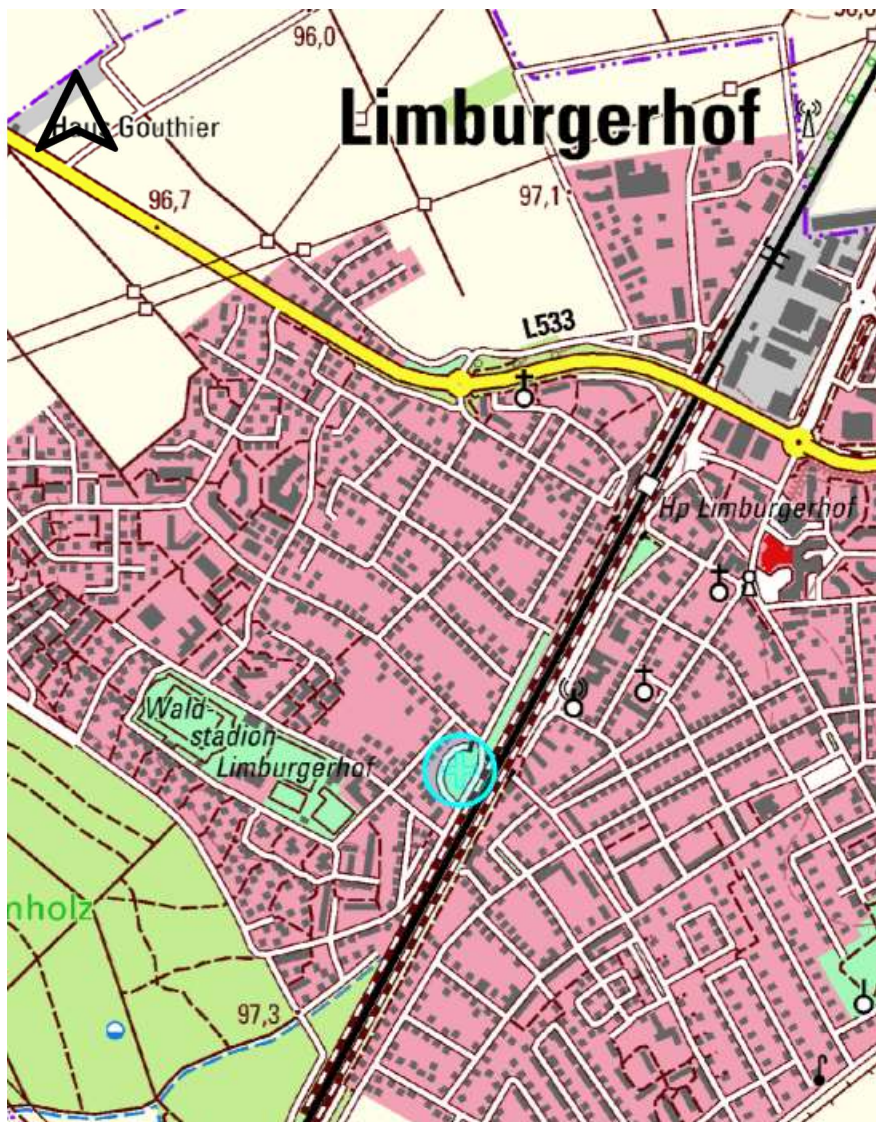 96,0
Limburgerhof
Haus Gouthier
96,7
97,1
L533
Hp Limburgerhof
Wald-
stadion
Limburgerhof
nholz
97,3